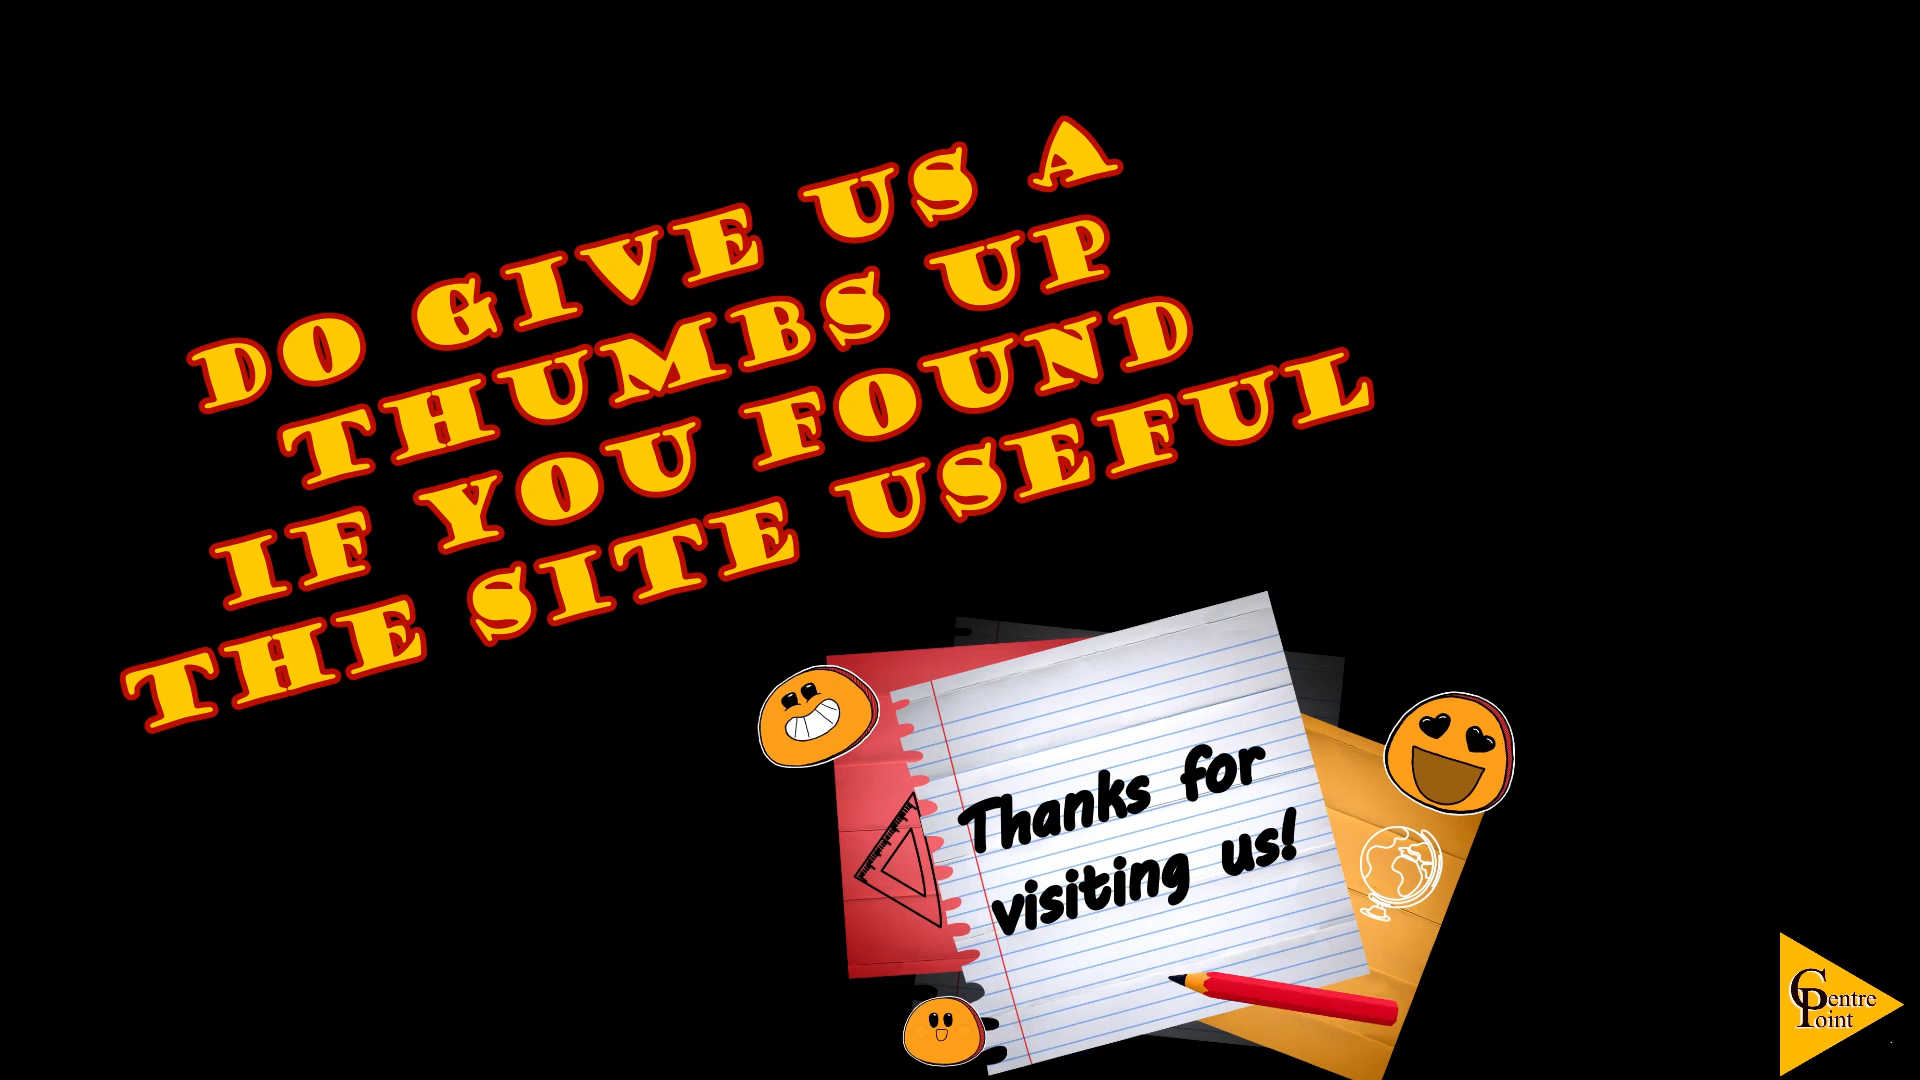 DO GIVE US A
THUMBS UP
IF YOU FOUND
THE SITE USEFUL
Thanks for
visiting us!
Centre
Point